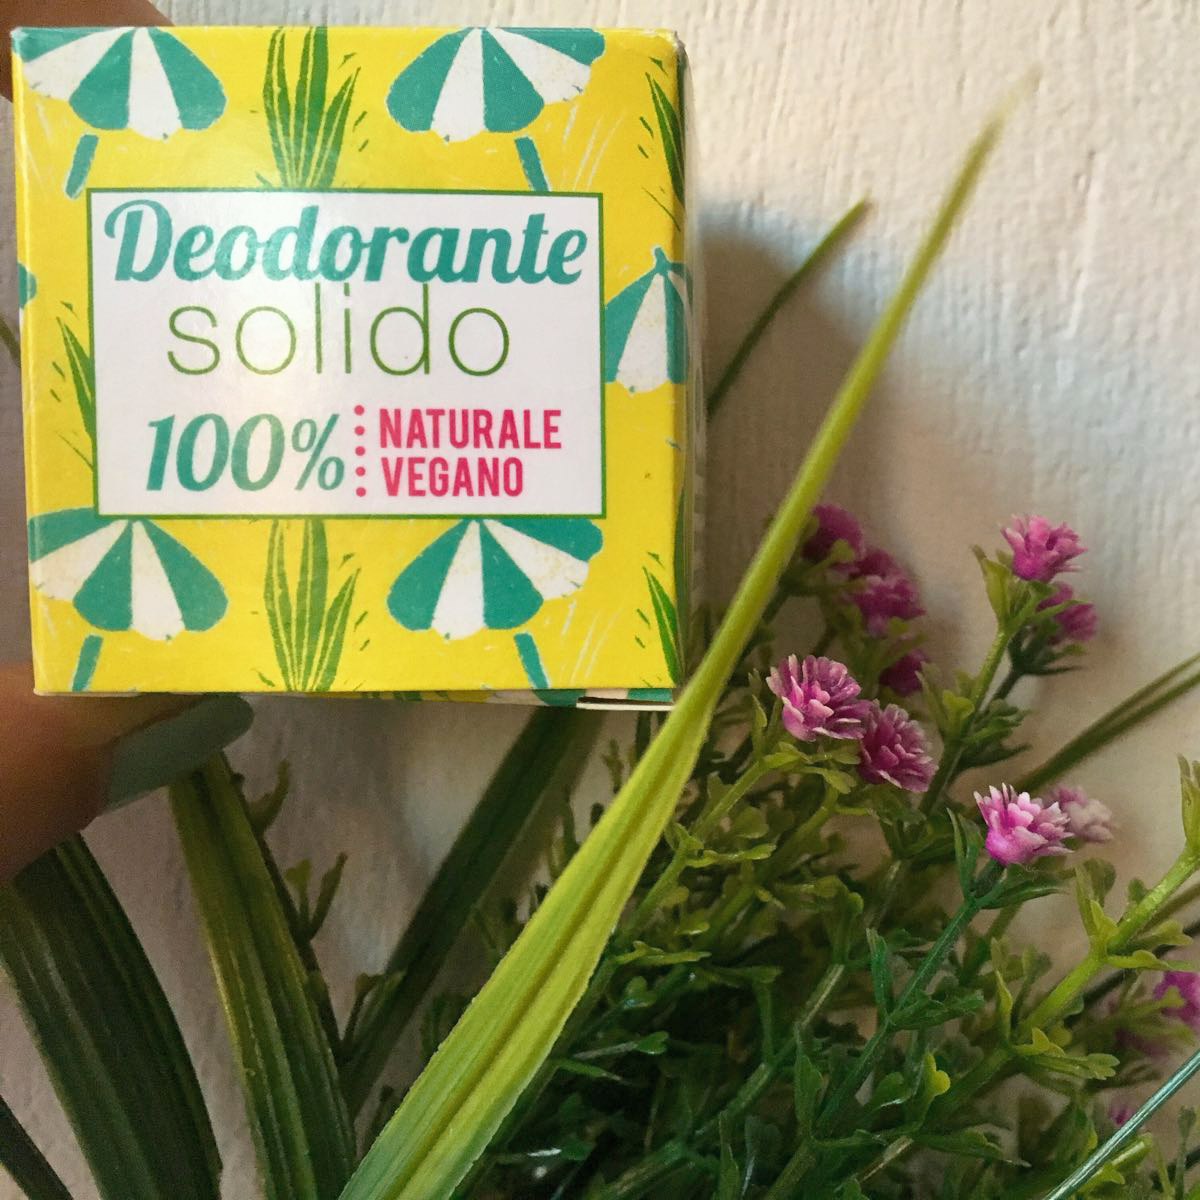 Deodorante
solido
100% NATURALE
VEGANO